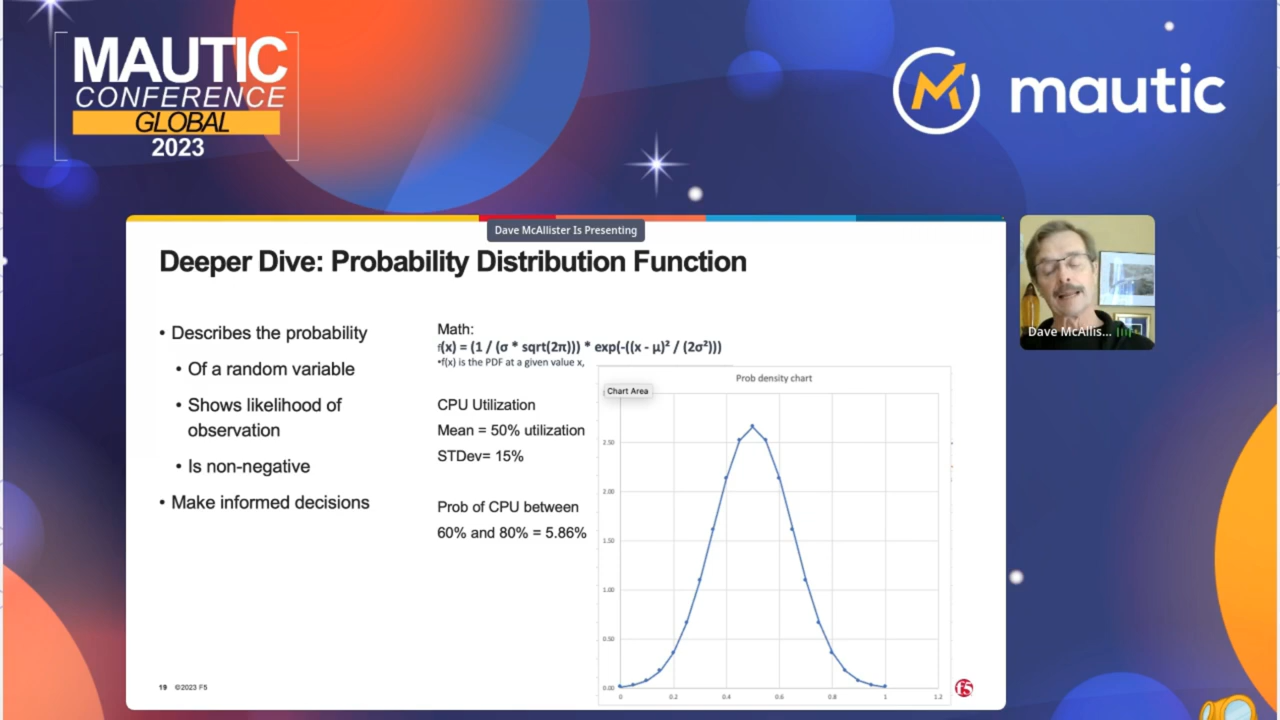 MAUTIC
CONFERENCE
GLOBAL
2023
mautic
Dave McAllister Is Presenting
Deeper Dive: Probability Distribution Function
• Describes the probability
• Of a random variable
• Shows likelihood of
observation
• Is non-negative
• Make informed decisions
Math:
f(x) = (1 / (σ * sqrt(2π))) * exp(-((x - μ)² / (2σ²)))
•f(x) is the PDF at a given value x,
CPU Utilization
Mean = 50% utilization
STDev= 15%
Prob of CPU between
60% and 80% = 5.86%
Prob density chart
Chart Area
2.50
2.00
1.50
1.00
0.50
0.00
0 0.2 0.4 0.6 0.8 1 1.2
19 ©2023 F5
f5
Dave McAllis...